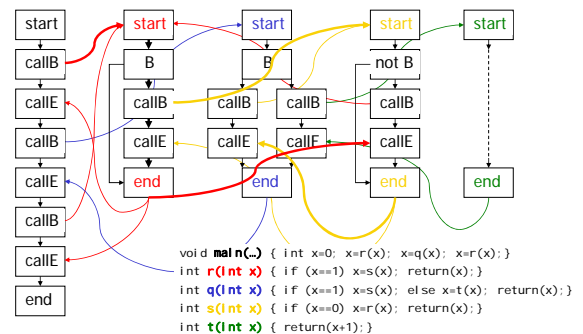 start start start start start
callB B B not B
callE callB callB callB callB
callB callE callE callE callE
callE end end end end
callB
callE
end
void main(…) { int x=0; x=r(x); x=q(x); x=r(x);}
int r(int x) { if (x==1) x=s(x); return(x);}
int q(int x) { if (x==1) x=s(x); else x=t(x); return(x);}
int s(int x) { if (x==0) x=r(x); return(x);}
int t(int x) { return(x+1);}